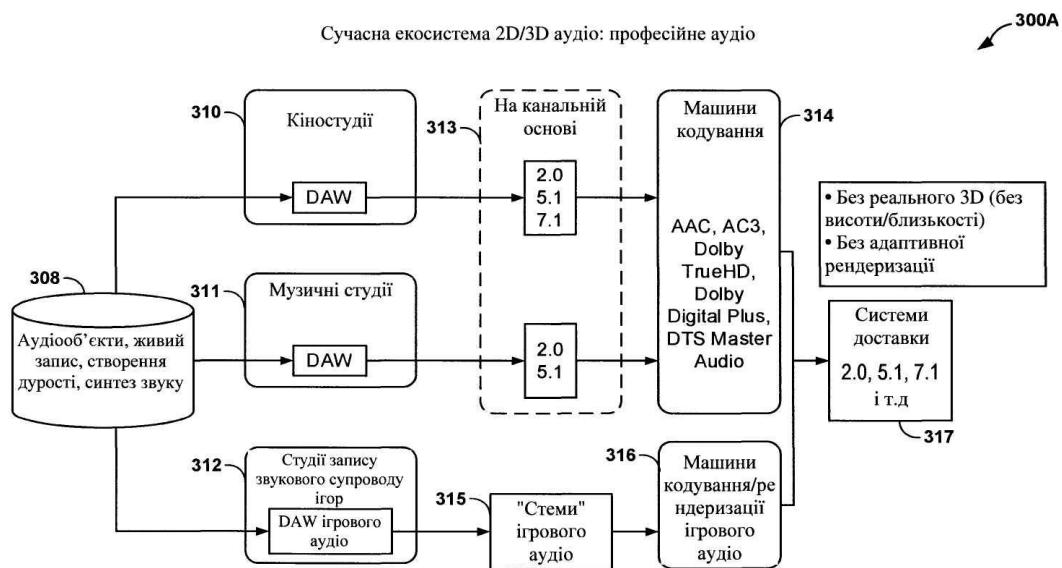 Сучасна екосистема 2D/3D аудіо: професійне аудіо
300A
310
Кіностудії
DAW
313
На канальній
основі
2.0
5.1
7.1
Машини
кодування
314
AAC, AC3,
Dolby
TrueHD,
Dolby
Digital Plus,
DTS Master
Audio
• Без реального 3D (без
висоти/близькості)
• Без адаптивної
рендеризації
308
Аудіооб’єкти, живий
запис, створення
дурості, синтез звуку
311
Музичні студії
DAW
2.0
5.1
Системи
доставки
2.0, 5.1, 7.1
і т.д
317
312
Студії запису
звукового супроводу
ігор
DAW ігрового
аудіо
315
"Стеми"
ігрового
аудіо
316
Машини
кодування/ре
ндеризації
ігрового
аудіо